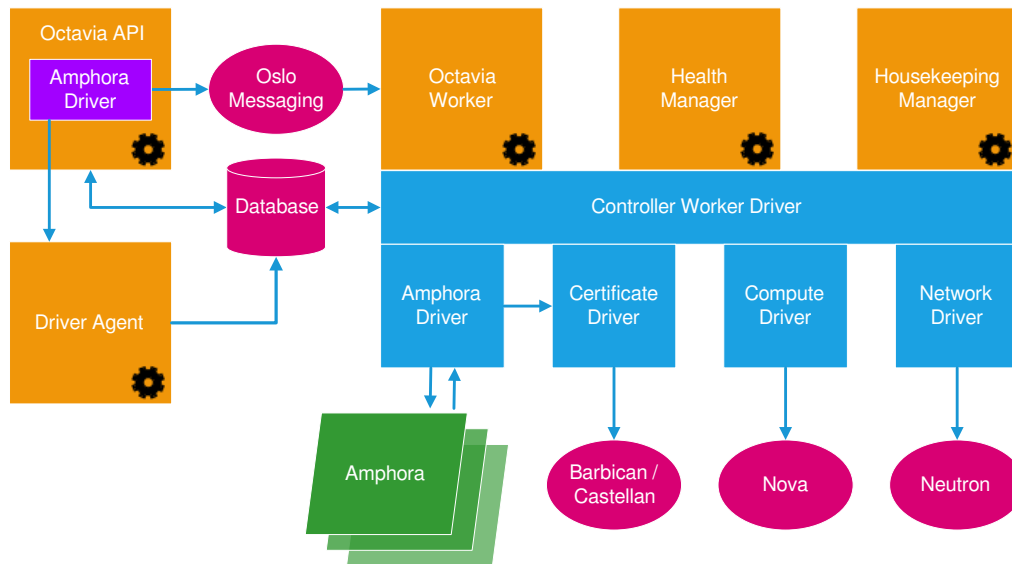 Octavia API
Amphora
Driver
Oslo
Messaging
Octavia
Worker
Health
Manager
Housekeeping
Manager
Database
Controller Worker Driver
Driver Agent
Amphora
Driver
Certificate
Driver
Compute
Driver
Network
Driver
Amphora
Barbican /
Castellan
Nova
Neutron